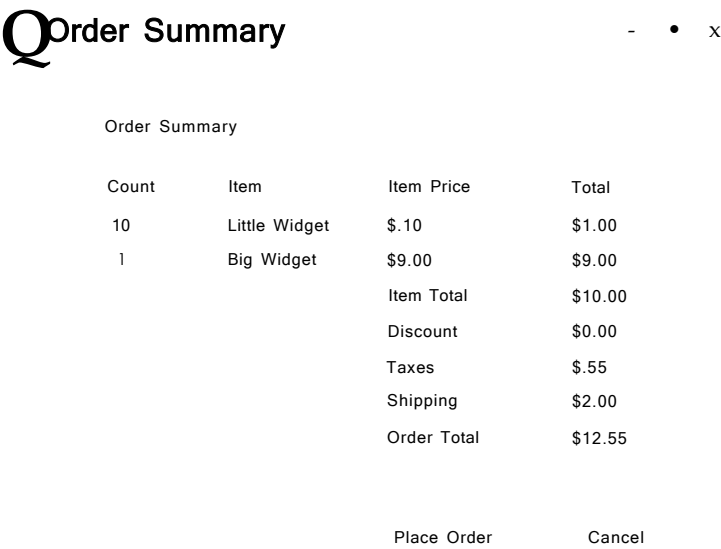 Q Order Summary - • x
Order Summary
Count Item Item Price Total
10 Little Widget $.10 $1.00
1 Big Widget $9.00 $9.00
Item Total $10.00
Discount $0.00
Taxes $.55
Shipping $2.00
Order Total $12.55
Place Order Cancel